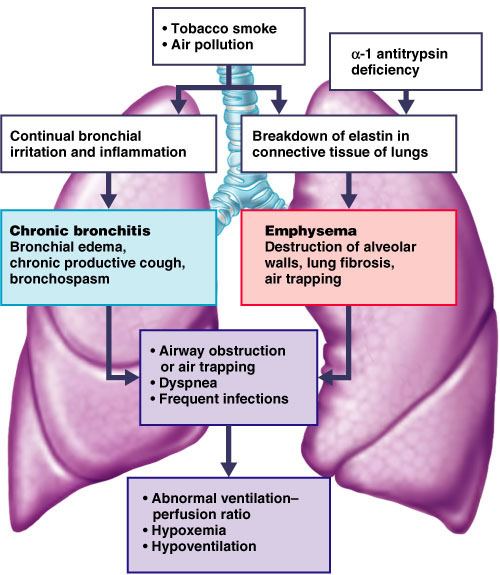 • Tobacco smoke
• Air pollution
α-1 antitrypsin
deficiency
Continual bronchial
irritation and inflammation
Breakdown of elastin in
connective tissue of lungs
Chronic bronchitis
Bronchial edema,
chronic productive cough,
bronchospasm
Emphysema
Destruction of alveolar
walls, lung fibrosis,
air trapping
• Airway obstruction
or air trapping
• Dyspnea
• Frequent infections
• Abnormal ventilation–
perfusion ratio
• Hypoxemia
• Hypoventilation